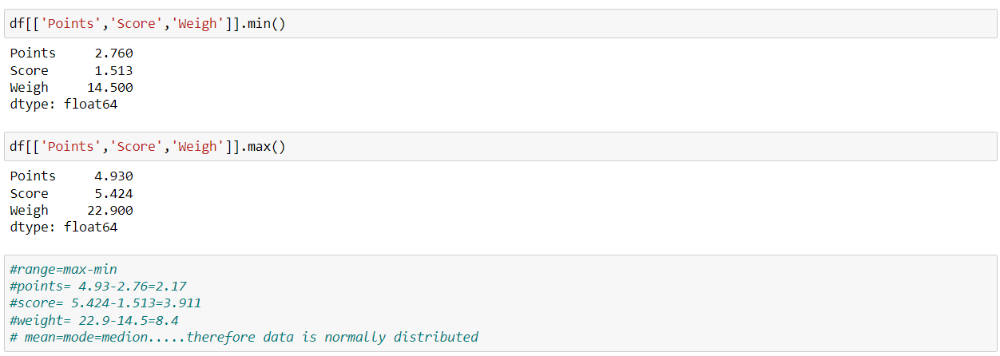 df[['Points','Score','Weigh']].min()
Points     2.760
Score      1.513
Weigh     14.500
dtype: float64
df[['Points','Score','Weigh']].max()
Points     4.930
Score      5.424
Weigh     22.900
dtype: float64
#range=max-min
#points= 4.93-2.76=2.17
#score= 5.424-1.513=3.911
#weight= 22.9-14.5=8.4
# mean=mode=medion.....therefore data is normally distributed